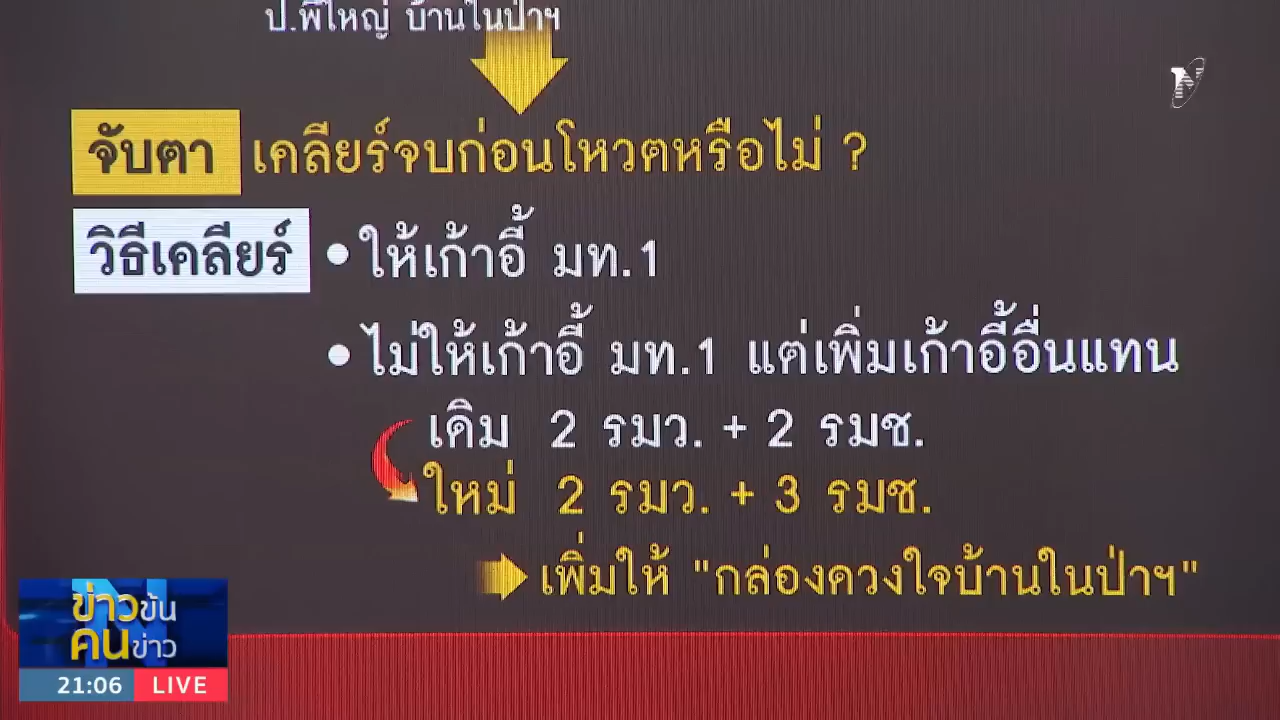 ป.พี่ใหญ่ บ้านในป่าฯ
จับตา เคลียร์จบก่อนโหวตหรือไม่ ?
วิธีเคลียร์ • ให้เก้าอี้ มท.1
• ไม่ให้เก้าอี้ มท.1 แต่เพิ่มเก้าอี้อื่นแทน
เดิม 2 รมว. + 2 รมช.
ใหม่ 2 รมว. + 3 รมช.
เพิ่มให้ "กล่องดวงใจบ้านในป่าฯ"
N
ข่าวข้น
คนข่าว
21:06 LIVE